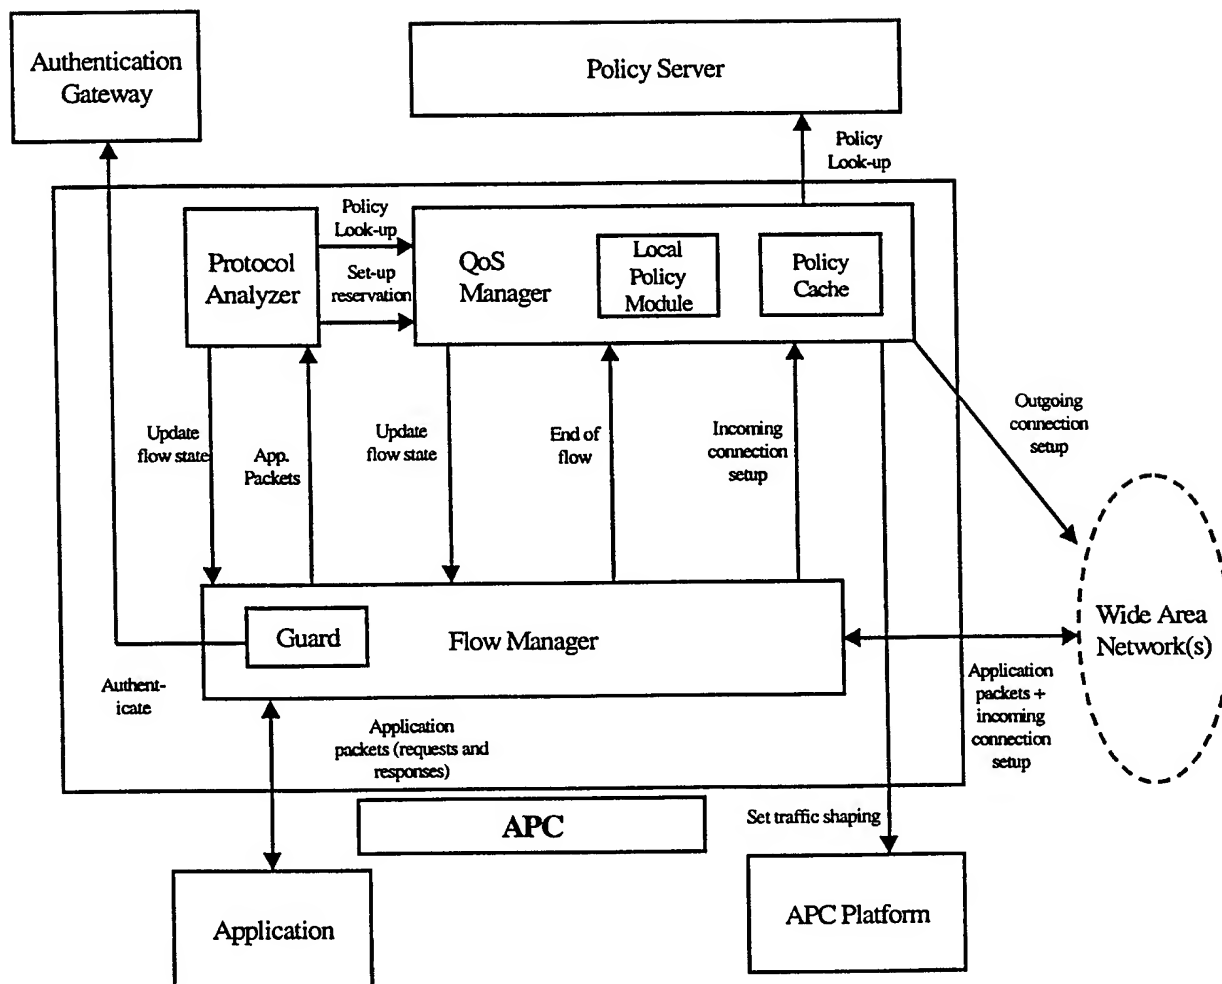 Authentication
Gateway
Policy Server
Policy
Look-up
Policy
Look-up
Set-up
reservation
Protocol
Analyzer
QoS
Manager
Local
Policy
Module
Policy
Cache
Update
flow state
App.
Packets
Update
flow state
End of
flow
Incoming
connection
setup
Outgoing
connection
setup
Guard
Flow Manager
Wide Area
Network(s)
Authent-
icate
Application
packets (requests and
responses)
Application
packets +
incoming
connection
setup
APC
Set traffic shaping
Application
APC Platform